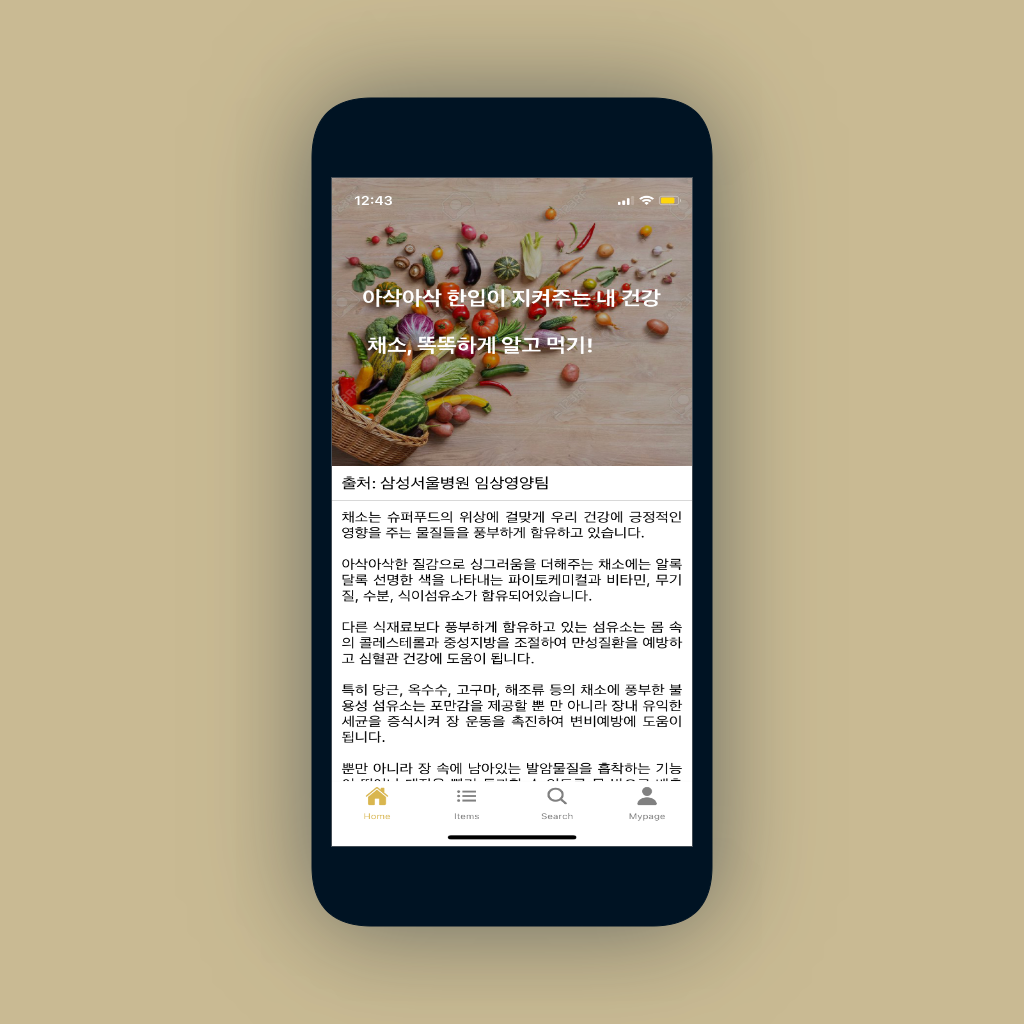 12:43
아삭아삭 한입이 지켜주는 내 건강
채소, 똑똑하게 알고 먹기!
출처: 삼성서울병원 임상영양팀
채소는 슈퍼푸드의 위상에 걸맞게 우리 건강에 긍정적인
영향을 주는 물질들을 풍부하게 함유하고 있습니다.
아삭아삭한 질감으로 싱그러움을 더해주는 채소에는 알록
달록 선명한 색을 나타내는 파이토케미컬과 비타민, 무기
질, 수분, 식이섬유소가 함유되어있습니다.
다른 식재료보다 풍부하게 함유하고 있는 섬유소는 몸 속
의 콜레스테롤과 중성지방을 조절하여 만성질환을 예방하
고 심혈관 건강에 도움이 됩니다.
특히 당근, 옥수수, 고구마, 해조류 등의 채소에 풍부한 불
용성 섬유소는 포만감을 제공할 뿐 만 아니라 장내 유익한
세균을 증식시켜 장 운동을 촉진하여 변비예방에 도움이
됩니다.
뿐만 아니라 장 속에 남아있는 발암물질을 흡착하는 기능
Home
Items
Search
Mypage